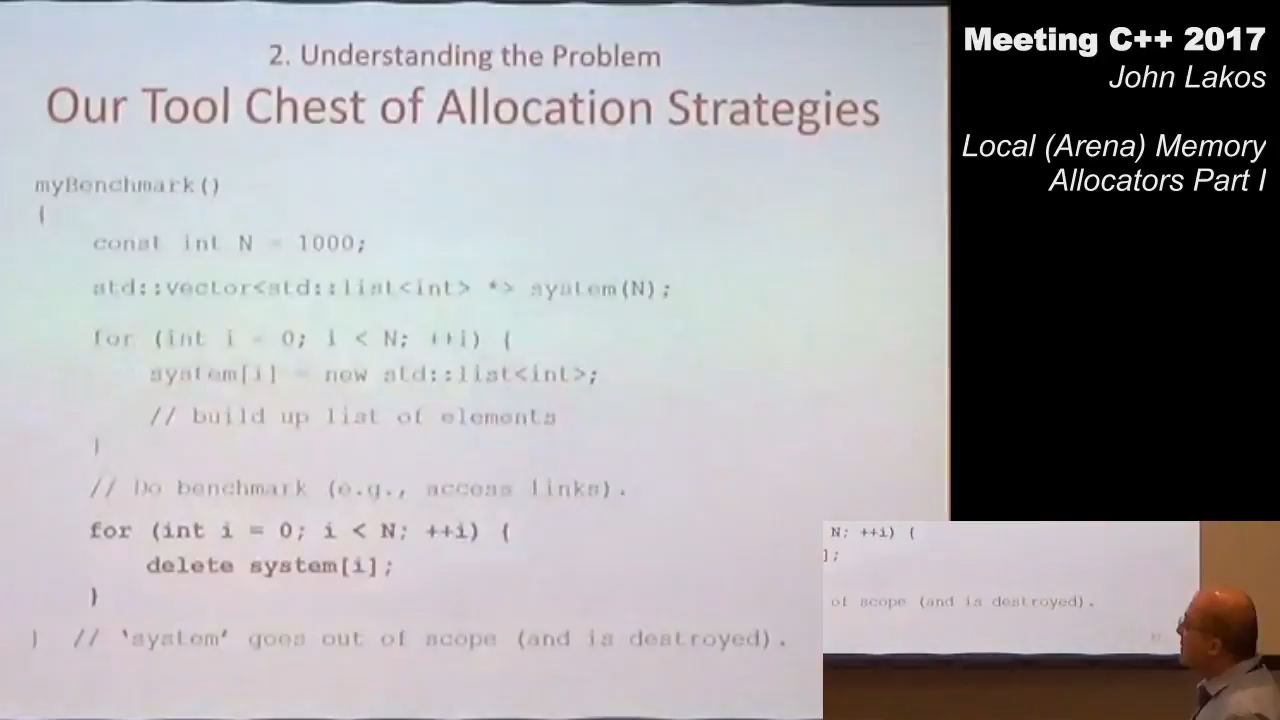 2. Understanding the Problem
Our Tool Chest of Allocation Strategies
myBenchmark()
{
const int N = 1000;
std::vector<std::list<int> *> system(N);
for (int i = 0; i < N; ++i) {
system[i] = new std::list<int>;
// build up list of elements
}
// Do benchmark (e.g., access links).
for (int i = 0; i < N; ++i) {
delete system[i];
}
} // 'system' goes out of scope (and is destroyed).
Meeting C++ 2017
John Lakos
Local (Arena) Memory
Allocators Part I
N; ++i) {
];
of scope (and is destroyed).